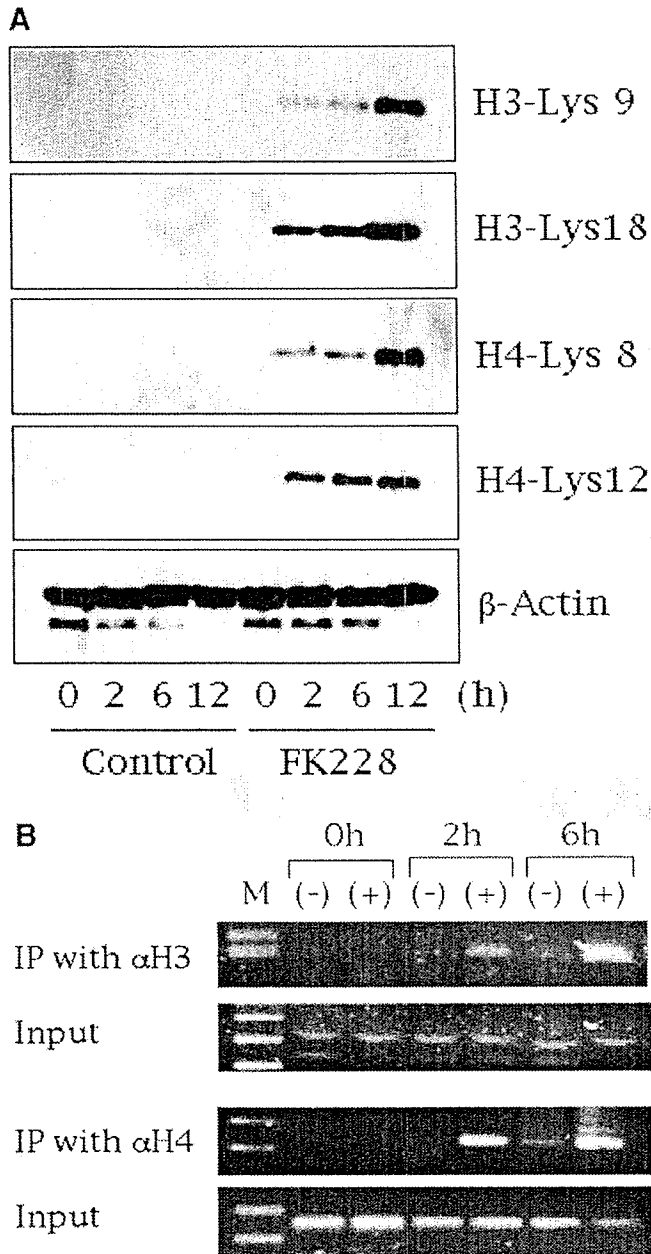 A
H3-Lys 9
H3-Lys18
H4-Lys 8
H4-Lys12
β-Actin
0 2 6 12 0 2 6 12 (h)
Control FK228
B
0h 2h 6h
M (-) (+) (-) (+) (-) (+)
IP with αH3
Input
IP with αH4
Input